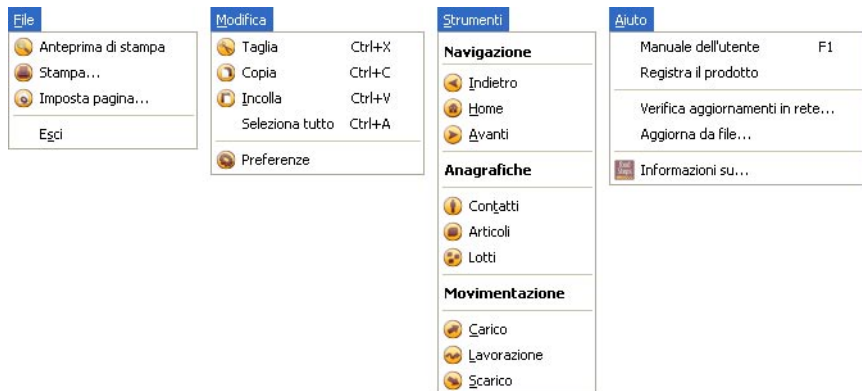 File
Anteprima di stampa
Stampa...
Imposta pagina...
Esci
Modifica
Taglia Ctrl+X
Copia Ctrl+C
Incolla Ctrl+V
Seleziona tutto Ctrl+A
Preferenze
Strumenti
Navigazione
Indietro
Home
Avanti
Anagrafiche
Contatti
Articoli
Lotti
Movimentazione
Carico
Lavorazione
Scarico
Aiuto
Manuale dell'utente F1
Registra il prodotto
Verifica aggiornamenti in rete...
Aggiorna da file...
Informazioni su...